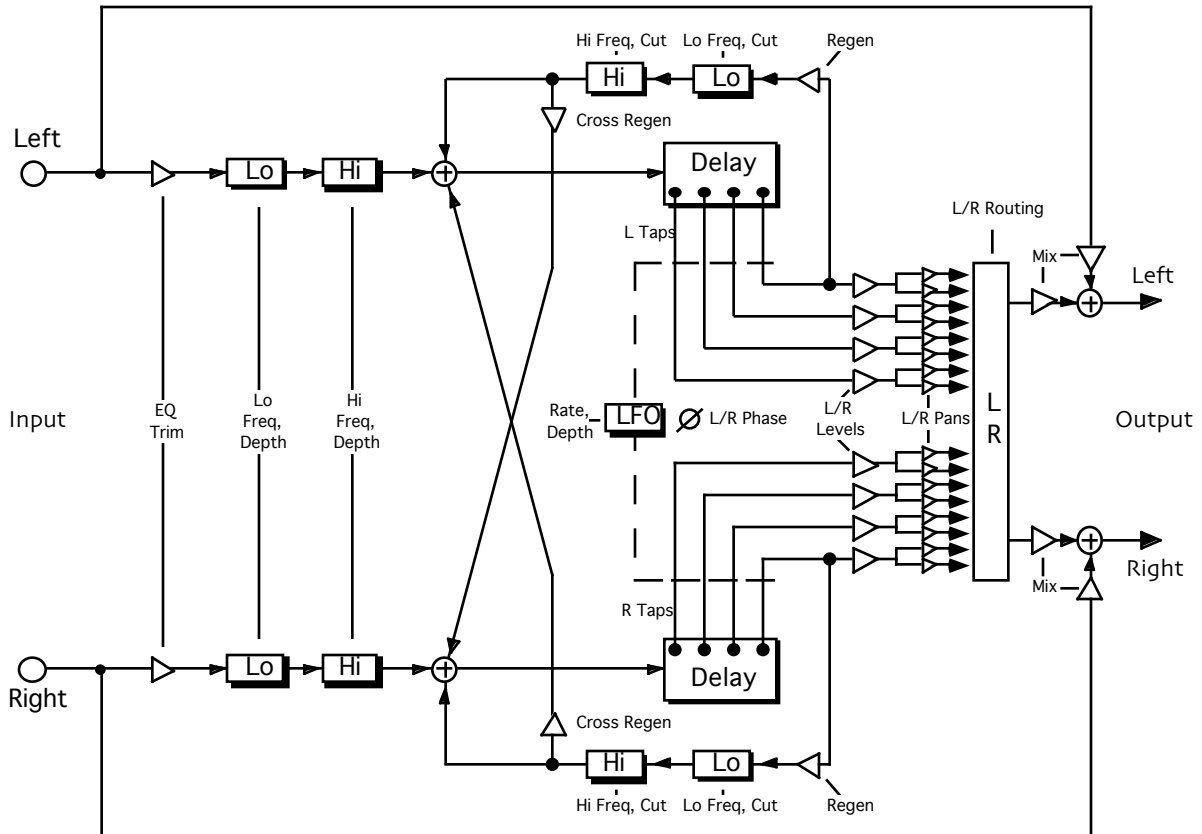 Hi Freq, Cut
Lo Freq, Cut
Regen
Hi
Lo
Cross Regen
Left
Lo
Hi
Delay
L/R Routing
L Taps
Mix
Left
Input
EQ
Trim
Lo
Freq,
Depth
Hi
Freq,
Depth
Rate,
Depth
LFO
L/R Phase
L/R
Levels
L/R Pans
L
R
Output
R Taps
Mix
Right
Right
Lo
Hi
Delay
Cross Regen
Hi
Lo
Hi Freq, Cut
Lo Freq, Cut
Regen